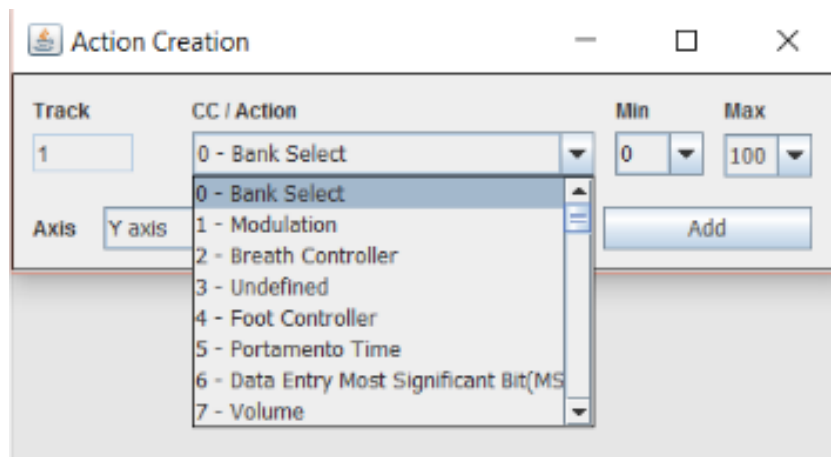 Action Creation
Track CC / Action Min Max
1 0 - Bank Select 0 100
0 - Bank Select
1 - Modulation
Axis Y axis Add
2 - Breath Controller
3 - Undefined
4 - Foot Controller
5 - Portamento Time
6 - Data Entry Most Significant Bit(MS
7 - Volume